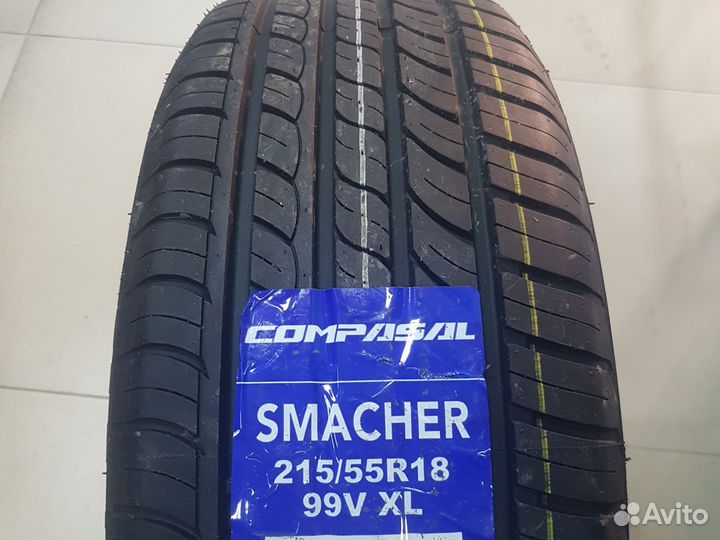 COMPASAL
SMACHER
215/55R18
99V XL
Avito